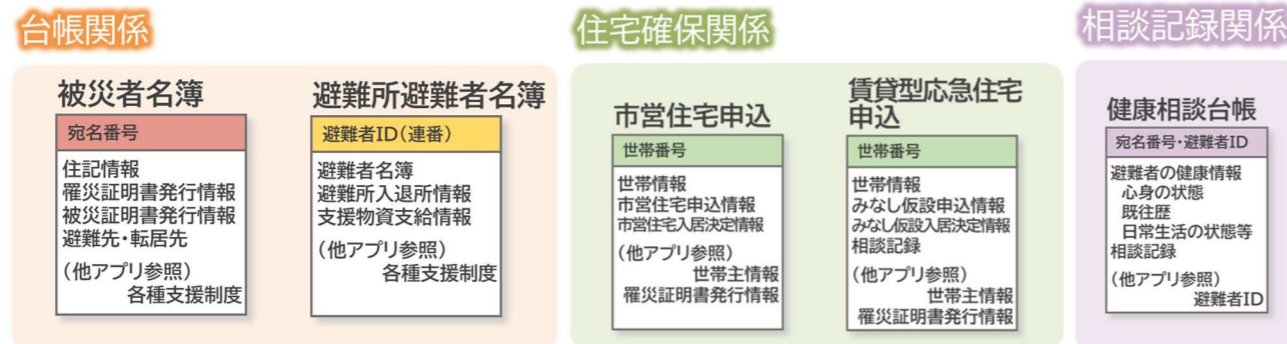 台帳関係
被災者名簿
宛名番号
住記情報
罹災証明書発行情報
被災証明書発行情報
避難先・転居先
(他アプリ参照)
各種支援制度
避難所避難者名簿
避難者ID(連番)
避難者名簿
避難所入退所情報
支援物資支給情報
(他アプリ参照)
各種支援制度
住宅確保関係
市営住宅申込
世帯番号
世帯情報
市営住宅申込情報
市営住宅入居決定情報
(他アプリ参照)
世帯主情報
罹災証明書発行情報
賃貸型応急住宅
申込
世帯番号
世帯情報
みなし仮設申込情報
みなし仮設入居決定情報
相談記録
(他アプリ参照)
世帯主情報
罹災証明書発行情報
相談記録関係
健康相談台帳
宛名番号・避難者ID
避難者の健康情報
心身の状態
既往歴
日常生活の状態等
相談記録
(他アプリ参照)
避難者ID